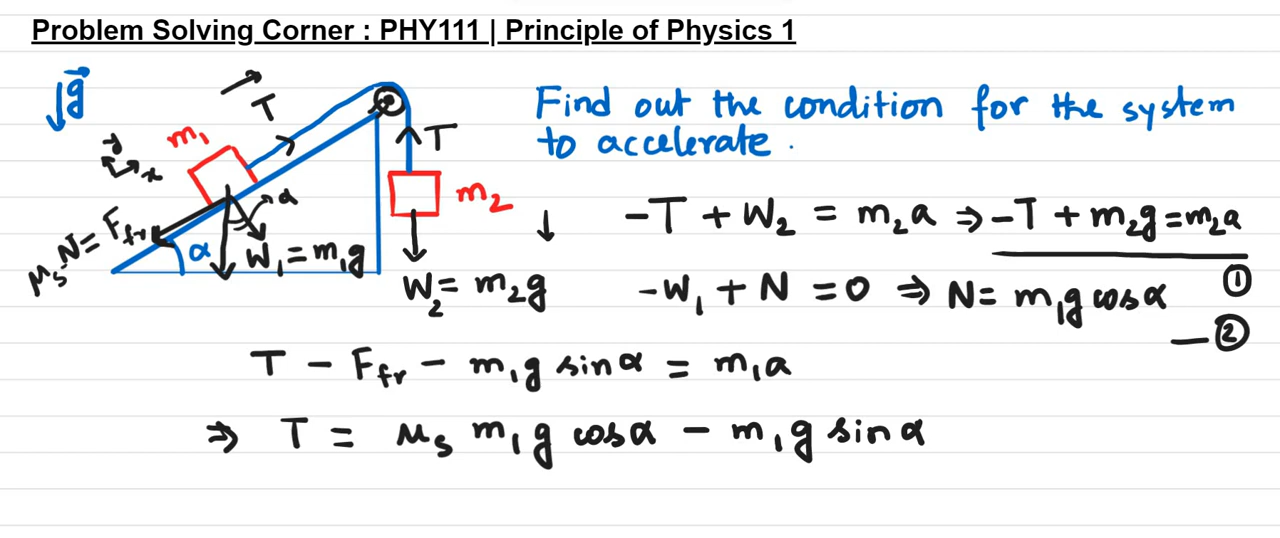 Problem Solving Corner : PHY111 | Principle of Physics 1
g⃗
T
m₁
y
x
T
Find out the condition for the system
to accelerate.
m₂
α
μₛN = F_fr
α
W₁ = m₁g
W₂ = m₂g
-T + W₂ = m₂a ⇒ -T + m₂g = m₂a
①
-W₁ + N = 0 ⇒ N = m₁g cosα
—②
T - F_fr - m₁g sinα = m₁a
⇒ T = μₛ m₁g cosα - m₁g sinα